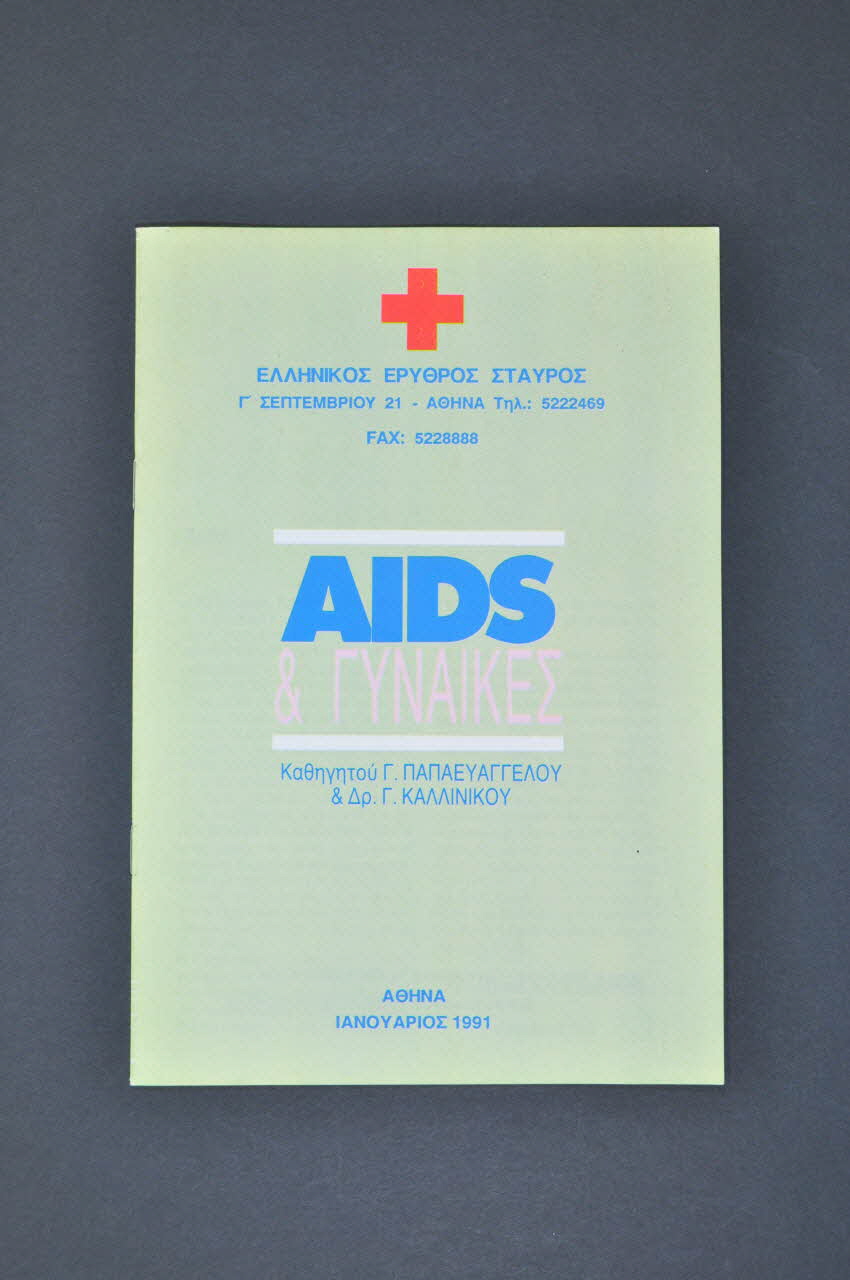 ΕΛΛΗΝΙΚΟΣ ΕΡΥΘΡΟΣ ΣΤΑΥΡΟΣ
Γ΄ ΣΕΠΤΕΜΒΡΙΟΥ 21 - ΑΘΗΝΑ Τηλ.: 5222469
FAX: 5228888
AIDS
& ΓΥΝΑΙΚΕΣ
Καθηγητού Γ. ΠΑΠΑΕΥΑΓΓΕΛΟΥ
& Δρ. Γ. ΚΑΛΛΙΝΙΚΟΥ
ΑΘΗΝΑ
ΙΑΝΟΥΑΡΙΟΣ 1991